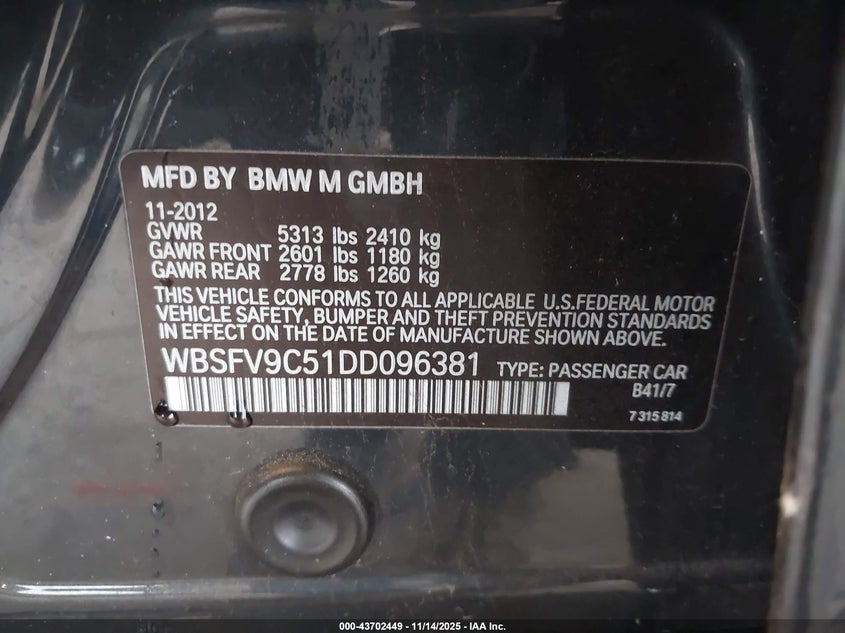 MFD BY BMW M GMBH
11-2012
GVWR 5313 lbs 2410 kg
GAWR FRONT 2601 lbs 1180 kg
GAWR REAR 2778 lbs 1260 kg
THIS VEHICLE CONFORMS TO ALL APPLICABLE U.S.FEDERAL MOTOR
VEHICLE SAFETY, BUMPER AND THEFT PREVENTION STANDARDS
IN EFFECT ON THE DATE OF MANUFACTURE SHOWN ABOVE.
WBSFV9C51DD096381 TYPE: PASSENGER CAR
B41/7
7 315 814
000-43702449 - 11/14/2025 - IAA Inc.